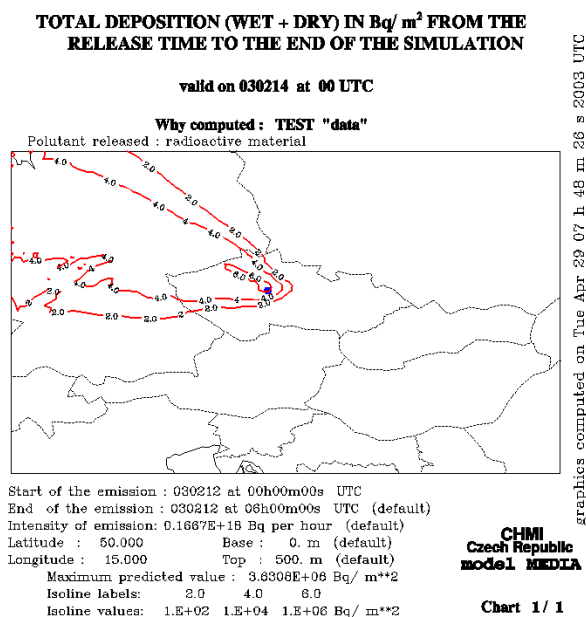 TOTAL DEPOSITION (WET + DRY) IN Bq/ m² FROM THE
RELEASE TIME TO THE END OF THE SIMULATION
valid on 030214 at 00 UTC
Why computed : TEST "data"
Polutant released : radioactive material
graphics computed on Tue Apr 29 07 h 48 m 26 s 2003 UTC
Start of the emission : 030212 at 00h00m00s UTC
End of the emission : 030212 at 06h00m00s UTC (default)
Intensity of emission: 0.1667E+18 Bq per hour (default)
Latitude : 50.000 Base : 0. m (default)
Longitude : 15.000 Top : 500. m (default)
Maximum predicted value : 3.6308E+06 Bq/ m**2
Isoline labels: 2.0 4.0 6.0
Isoline values: 1.E+02 1.E+04 1.E+06 Bq/ m**2
CHMI
Czech Republic
model MEDIA
Chart 1/ 1